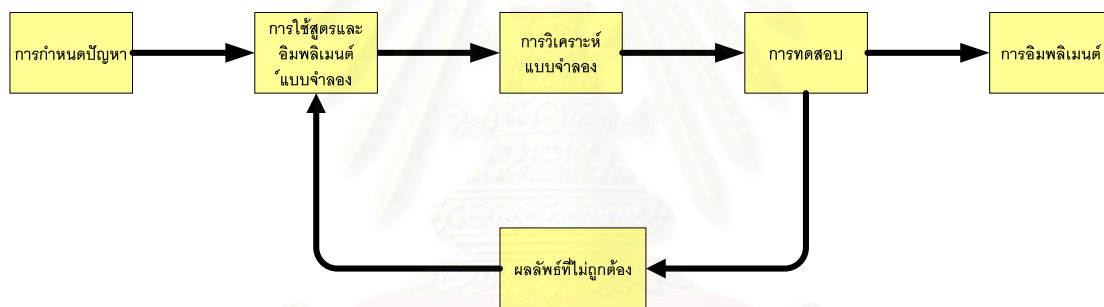 การกำหนดปัญหา
การใช้สูตรและ
อิมพลิเมนต์
์แบบจำลอง
การวิเคราะห์
แบบจำลอง
การทดสอบ
การอิมพลิเมนต์
ผลลัพธ์ที่ไม่ถูกต้อง